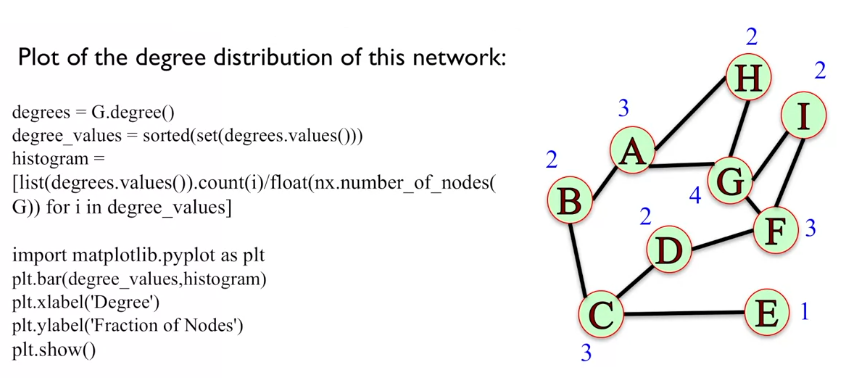 Plot of the degree distribution of this network:
degrees = G.degree()
degree_values = sorted(set(degrees.values()))
histogram =
[list(degrees.values()).count(i)/float(nx.number_of_nodes(
G)) for i in degree_values]
import matplotlib.pyplot as plt
plt.bar(degree_values,histogram)
plt.xlabel('Degree')
plt.ylabel('Fraction of Nodes')
plt.show()
2
H
2
I
3
A
2
B
G
4
2
D
F
3
C
3
E
1